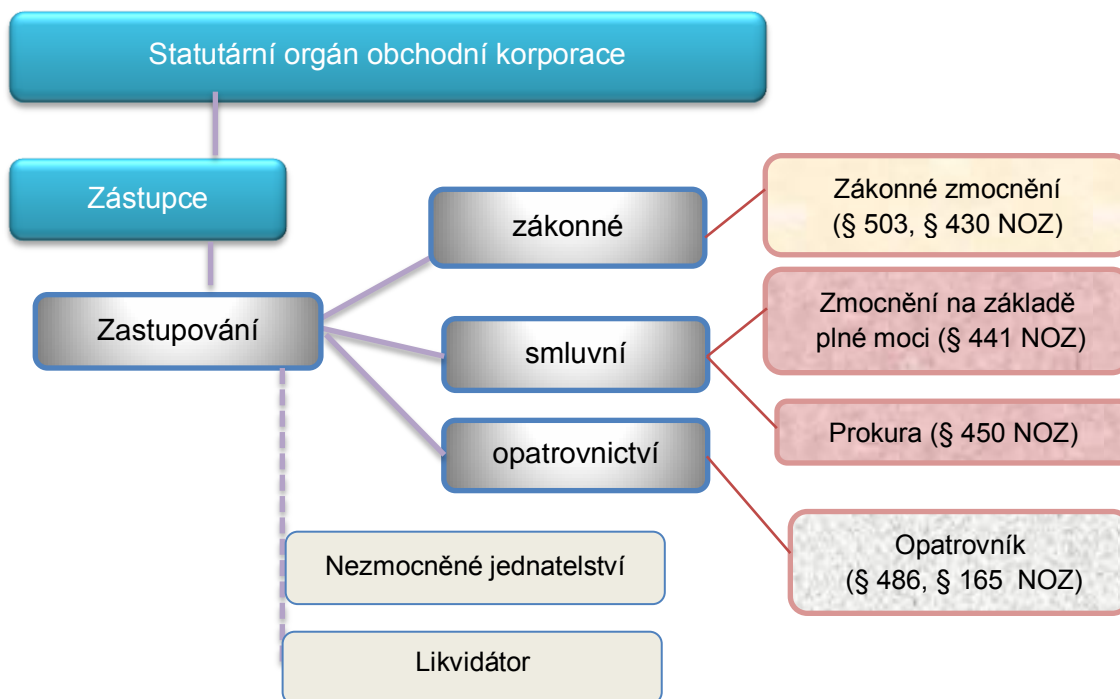 Statutární orgán obchodní korporace
Zástupce
Zastupování
zákonné
Zákonné zmocnění
(§ 503, § 430 NOZ)
smluvní
Zmocnění na základě
plné moci (§ 441 NOZ)
Prokura (§ 450 NOZ)
opatrovnictví
Opatrovník
(§ 486, § 165  NOZ)
Nezmocněné jednatelství
Likvidátor